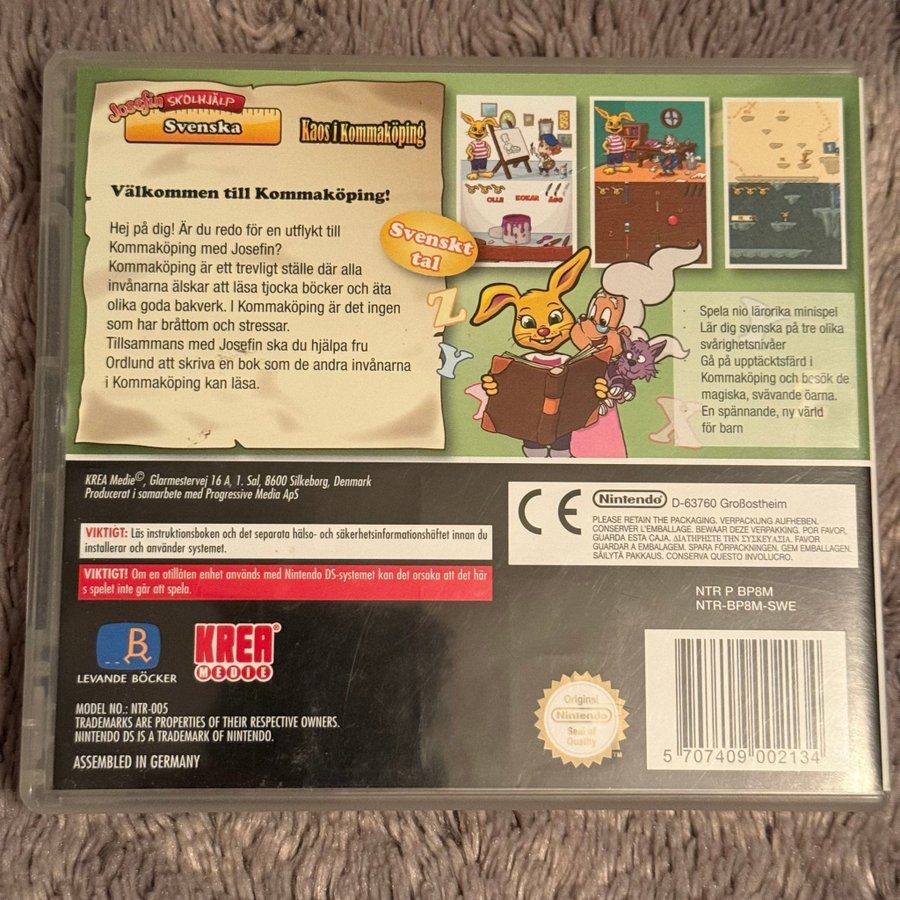 Josefin SKOLHJÄLP
Svenska
Kaos i Kommaköping
Välkommen till Kommaköping!
Hej på dig! Är du redo för en utflykt till
Kommaköping med Josefin?
Kommaköping är ett trevligt ställe där alla
invånarna älskar att läsa tjocka böcker och äta
olika goda bakverk. I Kommaköping är det ingen
som har bråttom och stressar.
Tillsammans med Josefin ska du hjälpa fru
Ordlund att skriva en bok som de andra invånarna
i Kommaköping kan läsa.
Svenskt
tal
OLLE KOKAR ÄGG
Z
Y
X
Spela nio lärorika minispel
Lär dig svenska på tre olika
svårighetsnivåer
Gå på upptäcktsfärd i
Kommaköping och besök de
magiska, svävande öarna.
En spännande, ny värld
för barn
KREA Medie©, Glarmestervej 16 A, 1. Sal, 8600 Silkeborg, Denmark
Producerat i samarbete med Progressive Media ApS
VIKTIGT: Läs instruktionsboken och det separata hälso- och säkerhetsinformationshäftet innan du
installerar och använder systemet.
VIKTIGT! Om en otillåten enhet används med Nintendo DS-systemet kan det orsaka att det här
s spelet inte går att spela.
CE Nintendo® D-63760 Großostheim
PLEASE RETAIN THE PACKAGING. VERPACKUNG AUFHEBEN.
CONSERVER L'EMBALLAGE. BEWAAR DEZE VERPAKKING. POR FAVOR,
GUARDA ESTA CAJA. ΔΙΑΤΗΡΗΣΤΕ ΤΗΝ ΣΥΣΚΕΥΑΣΙΑ. FAVOR
GUARDAR A EMBALAGEM. SPARA FÖRPACKNINGEN. GEM EMBALLAGEN.
SÄILYTÄ PAKKAUS. CONSERVA QUESTO INVOLUCRO.
NTR P BP8M
NTR-BP8M-SWE
B
LEVANDE BÖCKER
KREA®
MEDIE
MODEL NO.: NTR-005
TRADEMARKS ARE PROPERTIES OF THEIR RESPECTIVE OWNERS.
NINTENDO DS IS A TRADEMARK OF NINTENDO.
ASSEMBLED IN GERMANY
Original
Nintendo
Seal of
Quality
TM
5 707409 002134